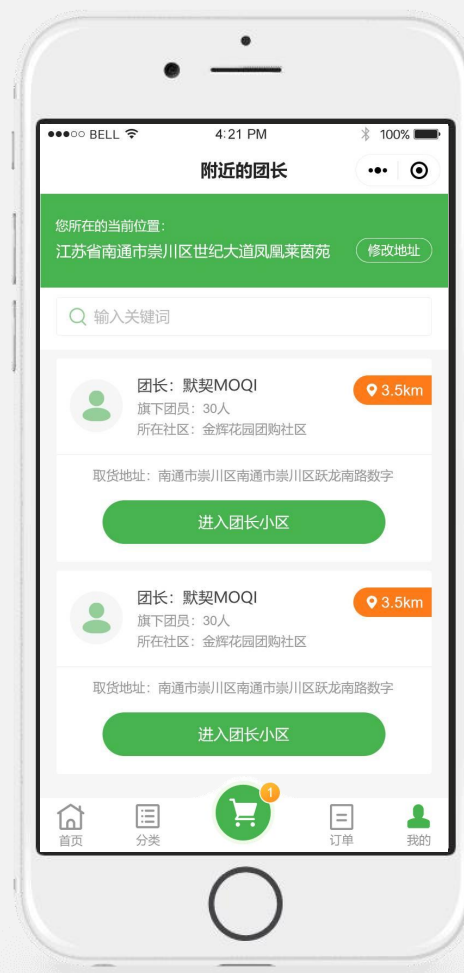 BELL 4:21 PM 100%
附近的团长
您所在的当前位置：
江苏省南通市崇川区世纪大道凤凰莱茵苑 修改地址
输入关键词
团长：默契MOQI 3.5km
旗下团员：30人
所在社区：金辉花园团购社区
取货地址：南通市崇川区南通市崇川区跃龙南路数字
进入团长小区
团长：默契MOQI 3.5km
旗下团员：30人
所在社区：金辉花园团购社区
取货地址：南通市崇川区南通市崇川区跃龙南路数字
进入团长小区
1
首页 分类 订单 我的